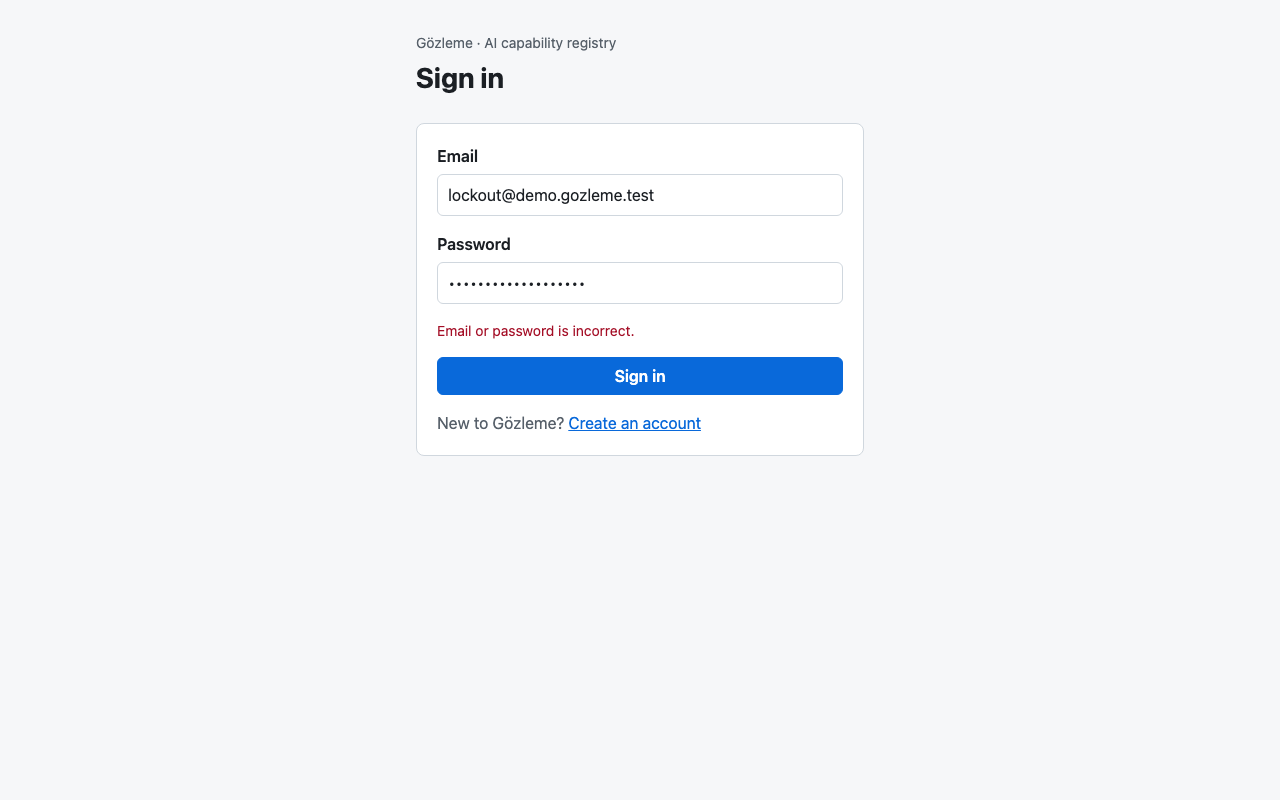 Gözleme · AI capability registry
Sign in
Email
lockout@demo.gozleme.test
Password
•••••••••••••••••••
Email or password is incorrect.
Sign in
New to Gözleme? Create an account